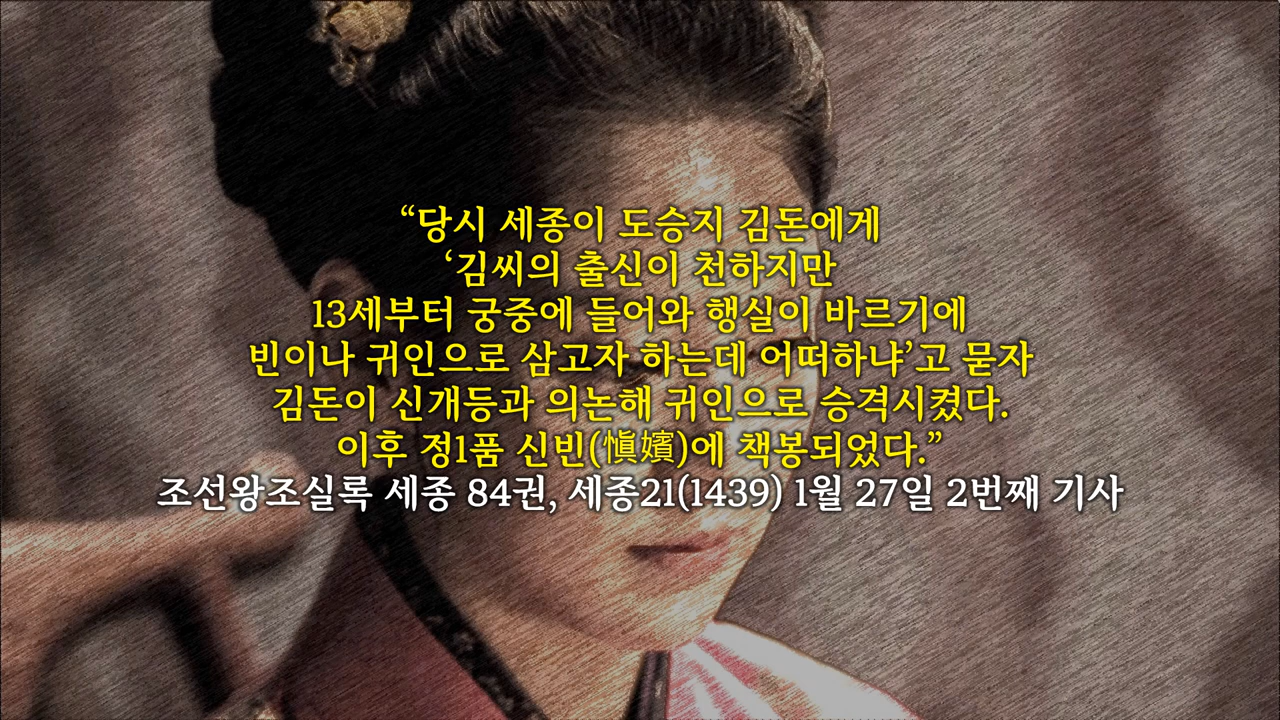 “당시 세종이 도승지 김돈에게
‘김씨의 출신이 천하지만
13세부터 궁중에 들어와 행실이 바르기에
빈이나 귀인으로 삼고자 하는데 어떠하냐’고 묻자
김돈이 신개등과 의논해 귀인으로 승격시켰다.
이후 정1품 신빈(愼嬪)에 책봉되었다.”
조선왕조실록 세종 84권, 세종21(1439) 1월 27일 2번째 기사